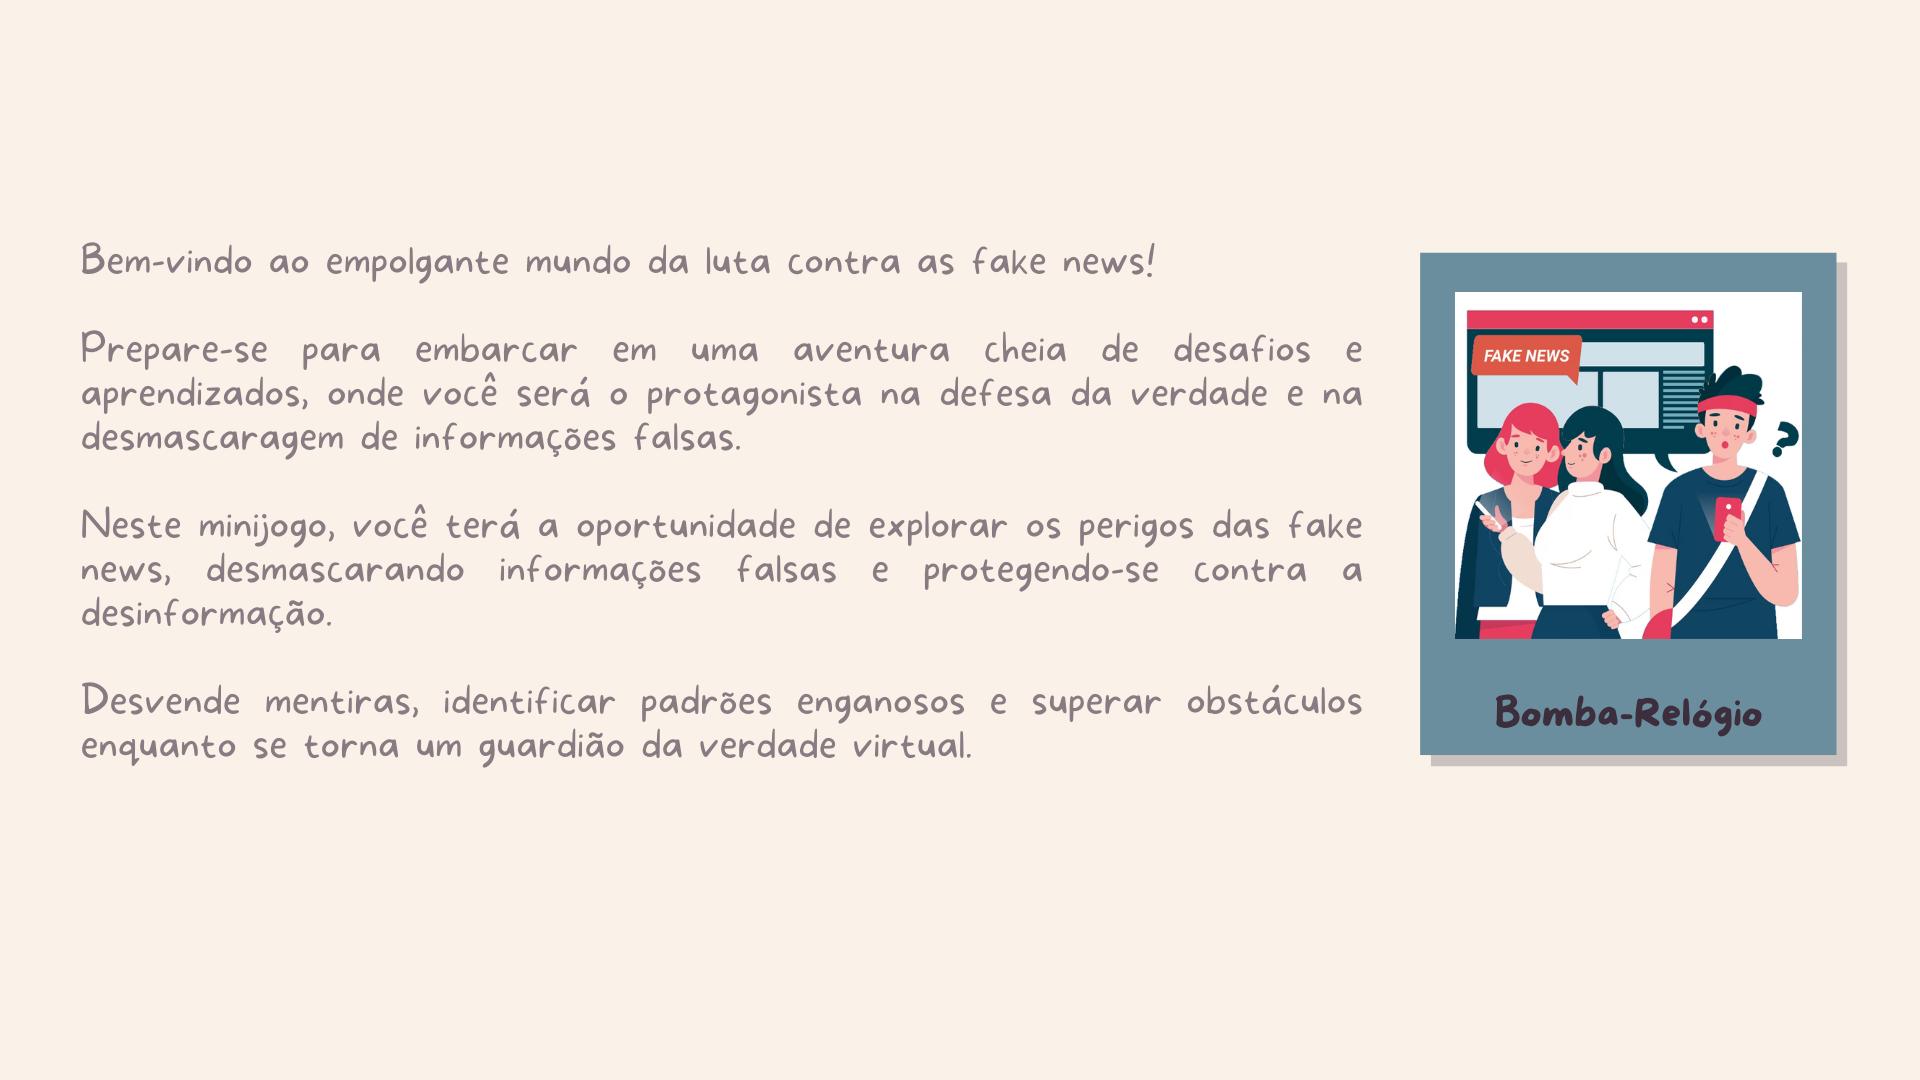 Bem-vindo ao empolgante mundo da luta contra as fake news!
Prepare-se para embarcar em uma aventura cheia de desafios e
aprendizados, onde você será o protagonista na defesa da verdade e na
desmascaragem de informações falsas.
Neste minijogo, você terá a oportunidade de explorar os perigos das fake
news, desmascarando informações falsas e protegendo-se contra a
desinformação.
Desvende mentiras, identificar padrões enganosos e superar obstáculos
enquanto se torna um guardião da verdade virtual.
FAKE NEWS
?
Bomba-Relógio